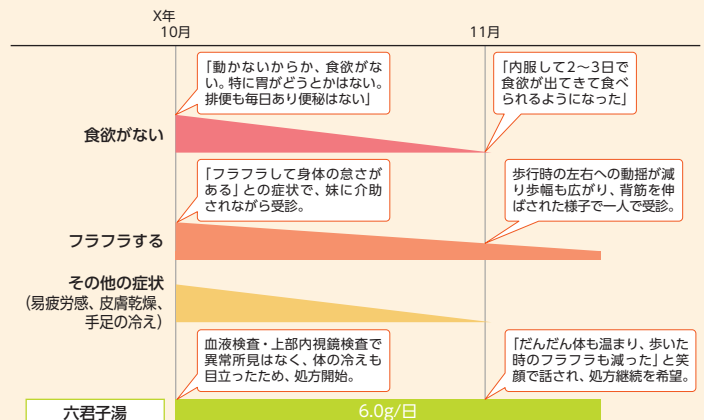 X年
10月
11月
「動かないからか、食欲がな
い。特に胃がどうとかはない。
排便も毎日あり便秘はない」
「内服して2〜3日で
食欲が出てきて食べ
られるようになった」
食欲がない
「フラフラして身体の怠さが
ある」との症状で、妹に介助
されながら受診。
歩行時の左右への動揺が減
り歩幅も広がり、背筋を伸
ばされた様子で一人で受診。
フラフラする
その他の症状
(易疲労感、皮膚乾燥、
手足の冷え)
血液検査・上部内視鏡検査で
異常所見はなく、体の冷えも
目立ったため、処方開始。
「だんだん体も温まり、歩いた
時のフラフラも減った」と笑
顔で話され、処方継続を希望。
六君子湯
6.0g/日